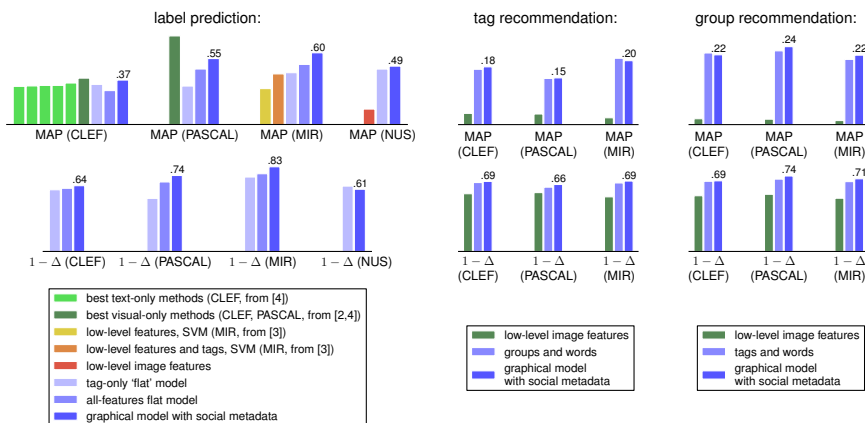 label prediction:
.37
.55
.60
.49
MAP (CLEF)
MAP (PASCAL)
MAP (MIR)
MAP (NUS)
.64
.74
.83
.61
1 − Δ (CLEF)
1 − Δ (PASCAL)
1 − Δ (MIR)
1 − Δ (NUS)
best text-only methods (CLEF, from [4])
best visual-only methods (CLEF, PASCAL, from [2,4])
low-level features, SVM (MIR, from [3])
low-level features and tags, SVM (MIR, from [3])
low-level image features
tag-only ‘flat’ model
all-features flat model
graphical model with social metadata
tag recommendation:
.18
.15
.20
MAP
(CLEF)
MAP
(PASCAL)
MAP
(MIR)
.69
.66
.69
1 − Δ
(CLEF)
1 − Δ
(PASCAL)
1 − Δ
(MIR)
low-level image features
groups and words
graphical model
with social metadata
group recommendation:
.22
.24
.22
MAP
(CLEF)
MAP
(PASCAL)
MAP
(MIR)
.69
.74
.71
1 − Δ
(CLEF)
1 − Δ
(PASCAL)
1 − Δ
(MIR)
low-level image features
tags and words
graphical model
with social metadata